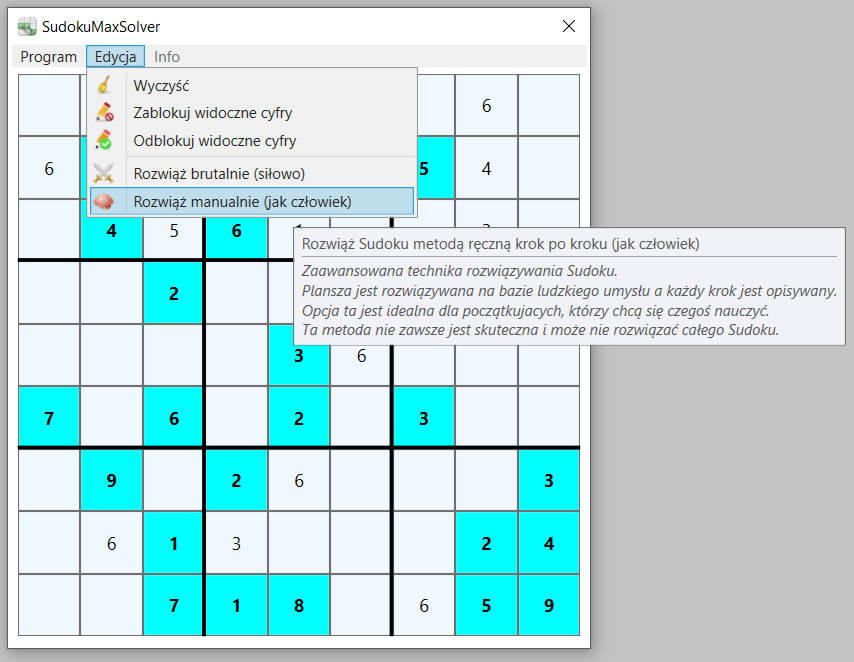 SudokuMaxSolver
Program Edycja Info
Wyczyść
6
Zablokuj widoczne cyfry
Odblokuj widoczne cyfry
6 5 4
Rozwiąż brutalnie (siłowo)
Rozwiąż manualnie (jak człowiek)
4 5 6
Rozwiąż Sudoku metodą ręczną krok po kroku (jak człowiek)
Zaawansowana technika rozwiązywania Sudoku.
Plansza jest rozwiązywana na bazie ludzkiego umysłu a każdy krok jest opisywany.
Opcja ta jest idealna dla początkujacych, którzy chcą się czegoś nauczyć.
Ta metoda nie zawsze jest skuteczna i może nie rozwiązać całego Sudoku.
2
3 6
7 6 2 3
9 2 6 3
6 1 3 2 4
7 1 8 6 5 9